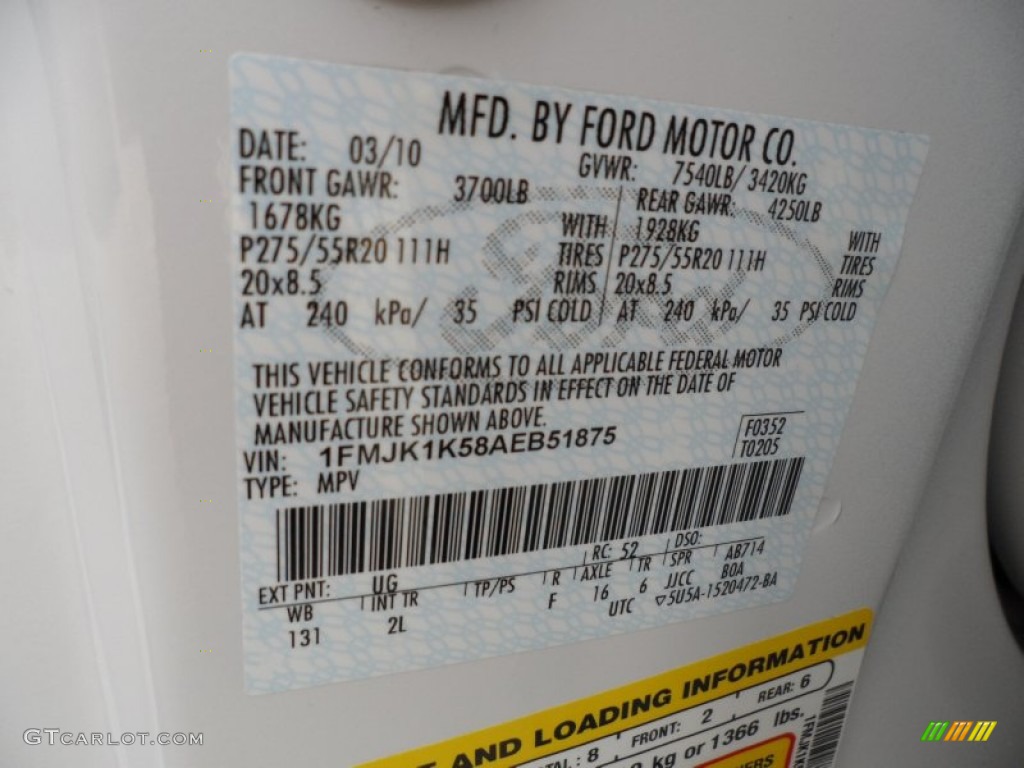 MFD. BY FORD MOTOR CO.
DATE: 03/10 GVWR: 7540LB/ 3420KG
FRONT GAWR: 3700LB REAR GAWR: 4250LB
1678KG WITH 1928KG WITH
P275/55R20 111H TIRES P275/55R20 111H TIRES
20x8.5 RIMS 20x8.5 RIMS
AT 240 kPa/ 35 PSI COLD AT 240 kPa/ 35 PSI COLD
THIS VEHICLE CONFORMS TO ALL APPLICABLE FEDERAL MOTOR
VEHICLE SAFETY STANDARDS IN EFFECT ON THE DATE OF
MANUFACTURE SHOWN ABOVE.
VIN: 1FMJK1K58AEB51875 F0352
TYPE: MPV T0205
EXT PNT: UG RC: 52 DSO:
WB INT TR TP/PS R AXLE TR SPR AB714
131 2L F 16 6 JJCC B0A
UTC ▽5U5A-1520472-BA
AND LOADING INFORMATION
: 8 FRONT: 2 REAR: 6
kg or 1366 lbs.
GTCARLOT.COM